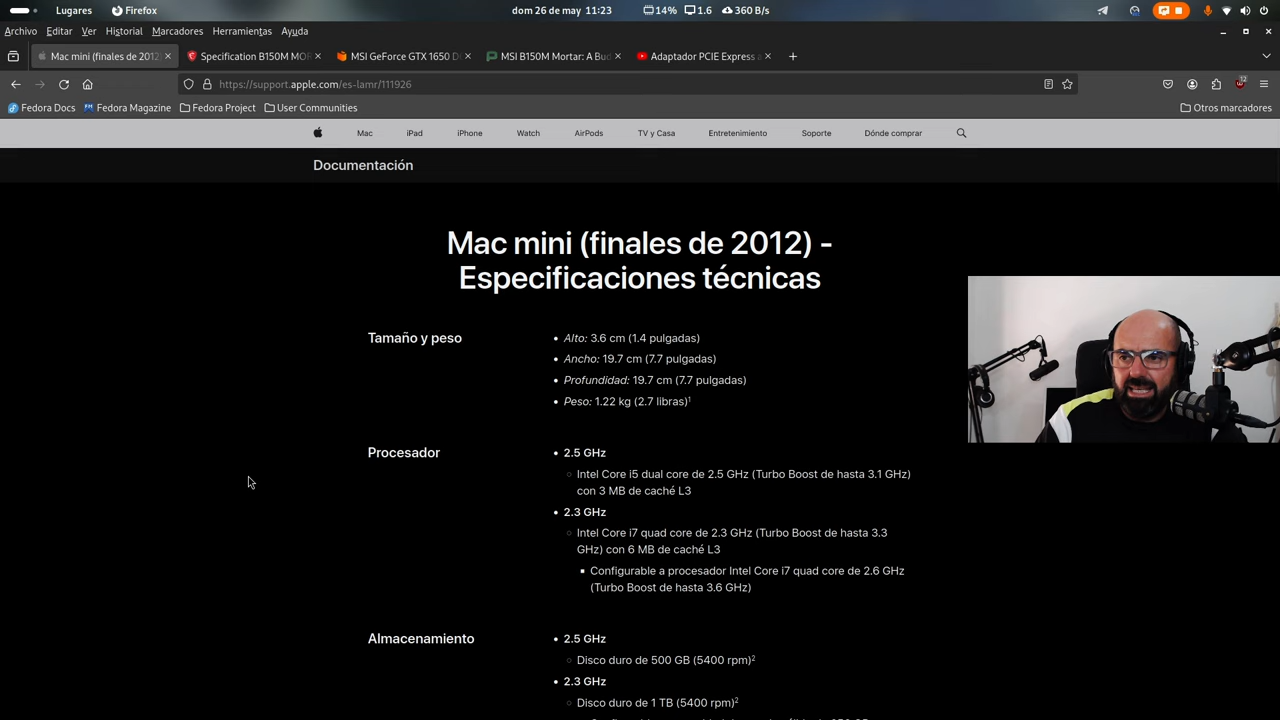 Lugares Firefox dom 26 de may 11:23 14% 1.6 360 B/s
Archivo Editar Ver Historial Marcadores Herramientas Ayuda
Mac mini (finales de 2012) Specification B150M MOR MSI GeForce GTX 1650 D MSI B150M Mortar: A Bud Adaptador PCIE Express a
https://support.apple.com/es-lamr/111926
Fedora Docs Fedora Magazine Fedora Project User Communities Otros marcadores
Mac iPad iPhone Watch AirPods TV y Casa Entretenimiento Soporte Dónde comprar
Documentación
Mac mini (finales de 2012) -
Especificaciones técnicas
Tamaño y peso
• Alto: 3.6 cm (1.4 pulgadas)
• Ancho: 19.7 cm (7.7 pulgadas)
• Profundidad: 19.7 cm (7.7 pulgadas)
• Peso: 1.22 kg (2.7 libras)1
Procesador
• 2.5 GHz
Intel Core i5 dual core de 2.5 GHz (Turbo Boost de hasta 3.1 GHz)
con 3 MB de caché L3
• 2.3 GHz
Intel Core i7 quad core de 2.3 GHz (Turbo Boost de hasta 3.3
GHz) con 6 MB de caché L3
Configurable a procesador Intel Core i7 quad core de 2.6 GHz
(Turbo Boost de hasta 3.6 GHz)
Almacenamiento
• 2.5 GHz
Disco duro de 500 GB (5400 rpm)2
• 2.3 GHz
Disco duro de 1 TB (5400 rpm)2